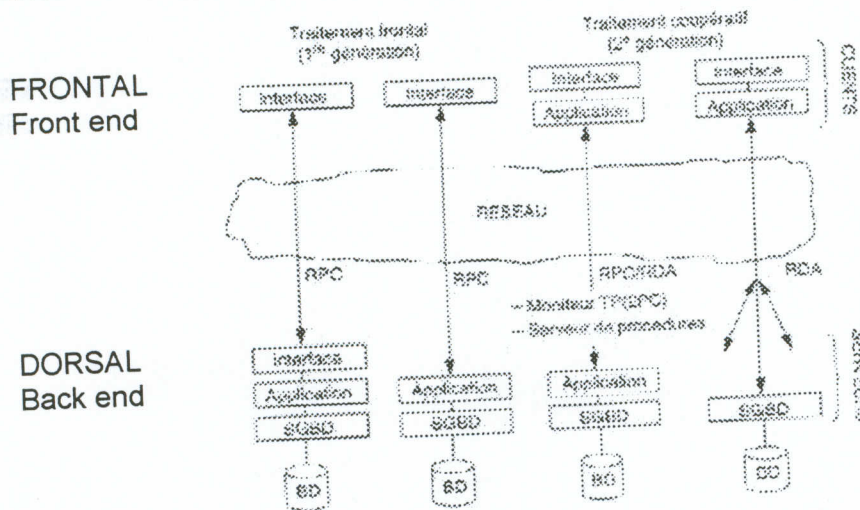 Traitement frontal
(1re génération)
Traitement coopératif
(2e génération)
FRONTAL
Front end
Interface
Interface
Interface
Application
Interface
Application
CLIENTS
RESEAU
RPC
RPC
RPC/RDA
RDA
– Moniteur TP(RPC)
– Serveur de procédures
DORSAL
Back end
Interface
Application
SGBD
BD
Application
SGBD
BD
Application
SGBD
BD
SGBD
BD